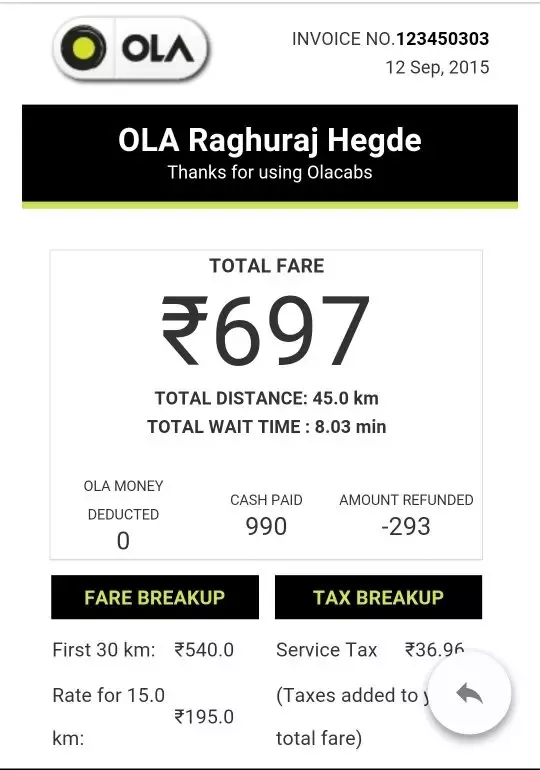 OLA
INVOICE NO.123450303
12 Sep, 2015
OLA Raghuraj Hegde
Thanks for using Olacabs
TOTAL FARE
₹697
TOTAL DISTANCE: 45.0 km
TOTAL WAIT TIME : 8.03 min
OLA MONEY
DEDUCTED
0
CASH PAID
990
AMOUNT REFUNDED
-293
FARE BREAKUP
TAX BREAKUP
First 30 km: ₹540.0
Service Tax ₹36.96
Rate for 15.0
km:
₹195.0
(Taxes added to
total fare)